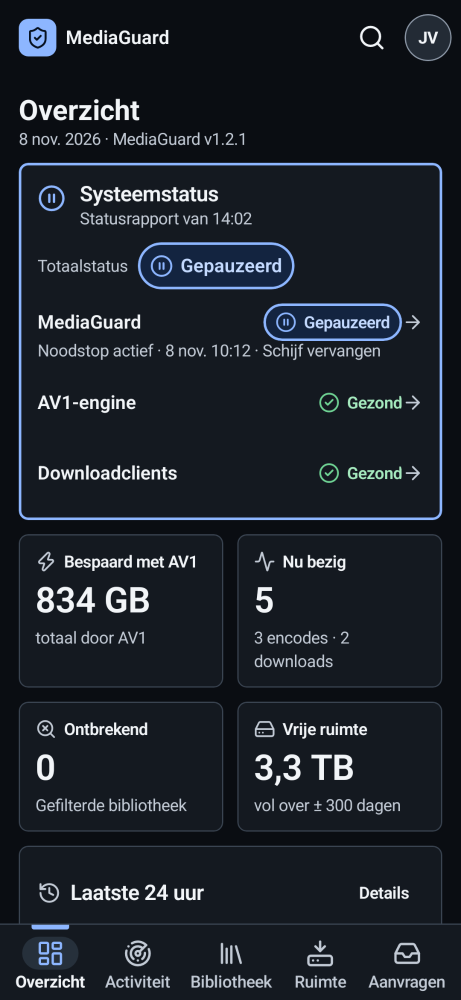 MediaGuard
JV
Overzicht
8 nov. 2026 · MediaGuard v1.2.1
Systeemstatus
Statusrapport van 14:02
Totaalstatus Gepauzeerd
MediaGuard Gepauzeerd
Noodstop actief · 8 nov. 10:12 · Schijf vervangen
AV1-engine Gezond
Downloadclients Gezond
Bespaard met AV1
834 GB
totaal door AV1
Nu bezig
5
3 encodes · 2
downloads
Ontbrekend
0
Gefilterde bibliotheek
Vrije ruimte
3,3 TB
vol over ± 300 dagen
Laatste 24 uur Details
Overzicht Activiteit Bibliotheek Ruimte Aanvragen